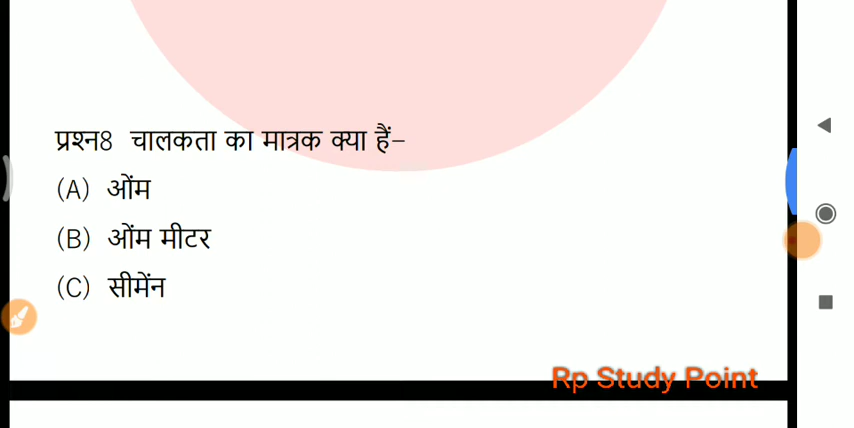 प्रश्न8 चालकता का मात्रक क्या हैं-
(A) ओंम
(B) ओंम मीटर
(C) सीमेंन
Rp Study Point